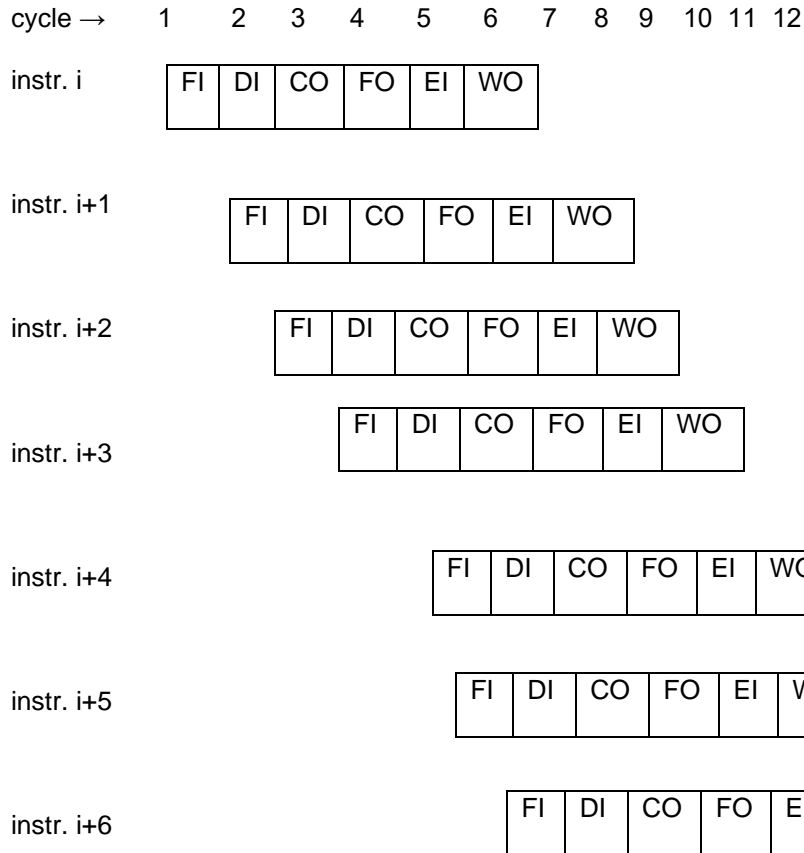 cycle → 1 2 3 4 5 6 7 8 9 10 11 12
instr. i FI DI CO FO EI WO
instr. i+1 FI DI CO FO EI WO
instr. i+2 FI DI CO FO EI WO
instr. i+3 FI DI CO FO EI WO
instr. i+4 FI DI CO FO EI
instr. i+5 FI DI CO FO EI
instr. i+6 FI DI CO FO